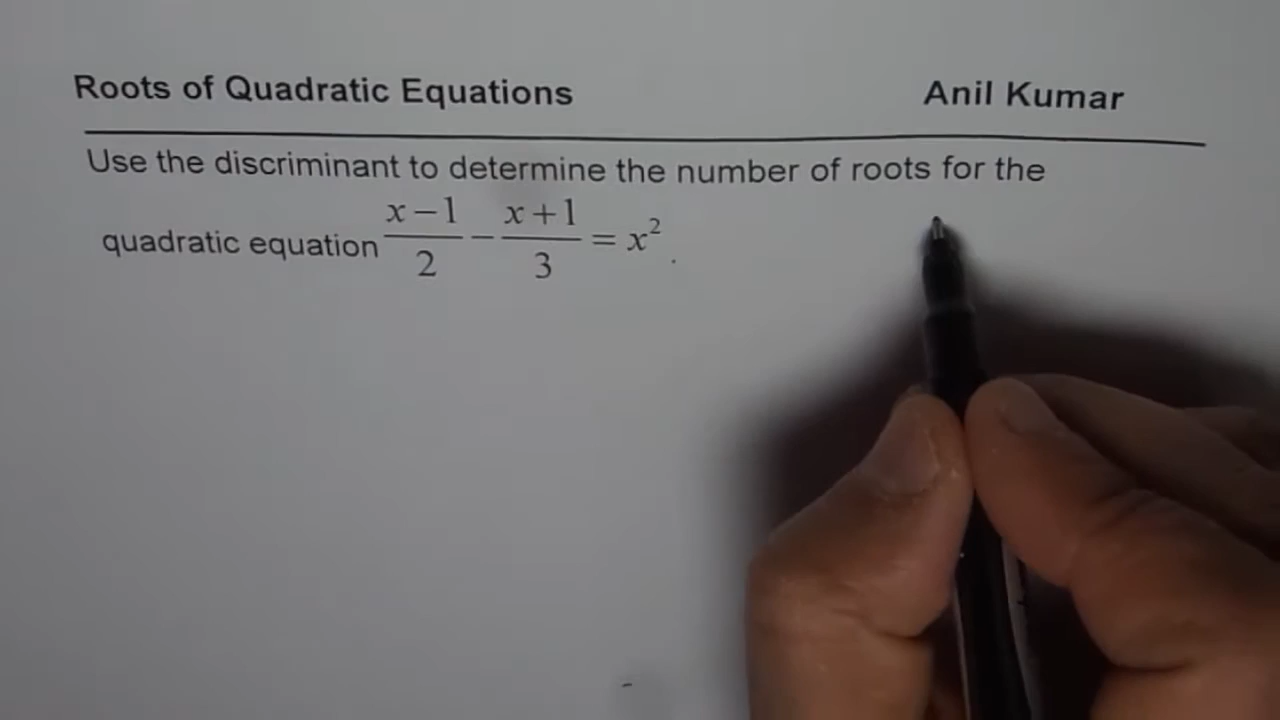 Roots of Quadratic Equations Anil Kumar
Use the discriminant to determine the number of roots for the
quadratic equation (x−1)/2 − (x+1)/3 = x².